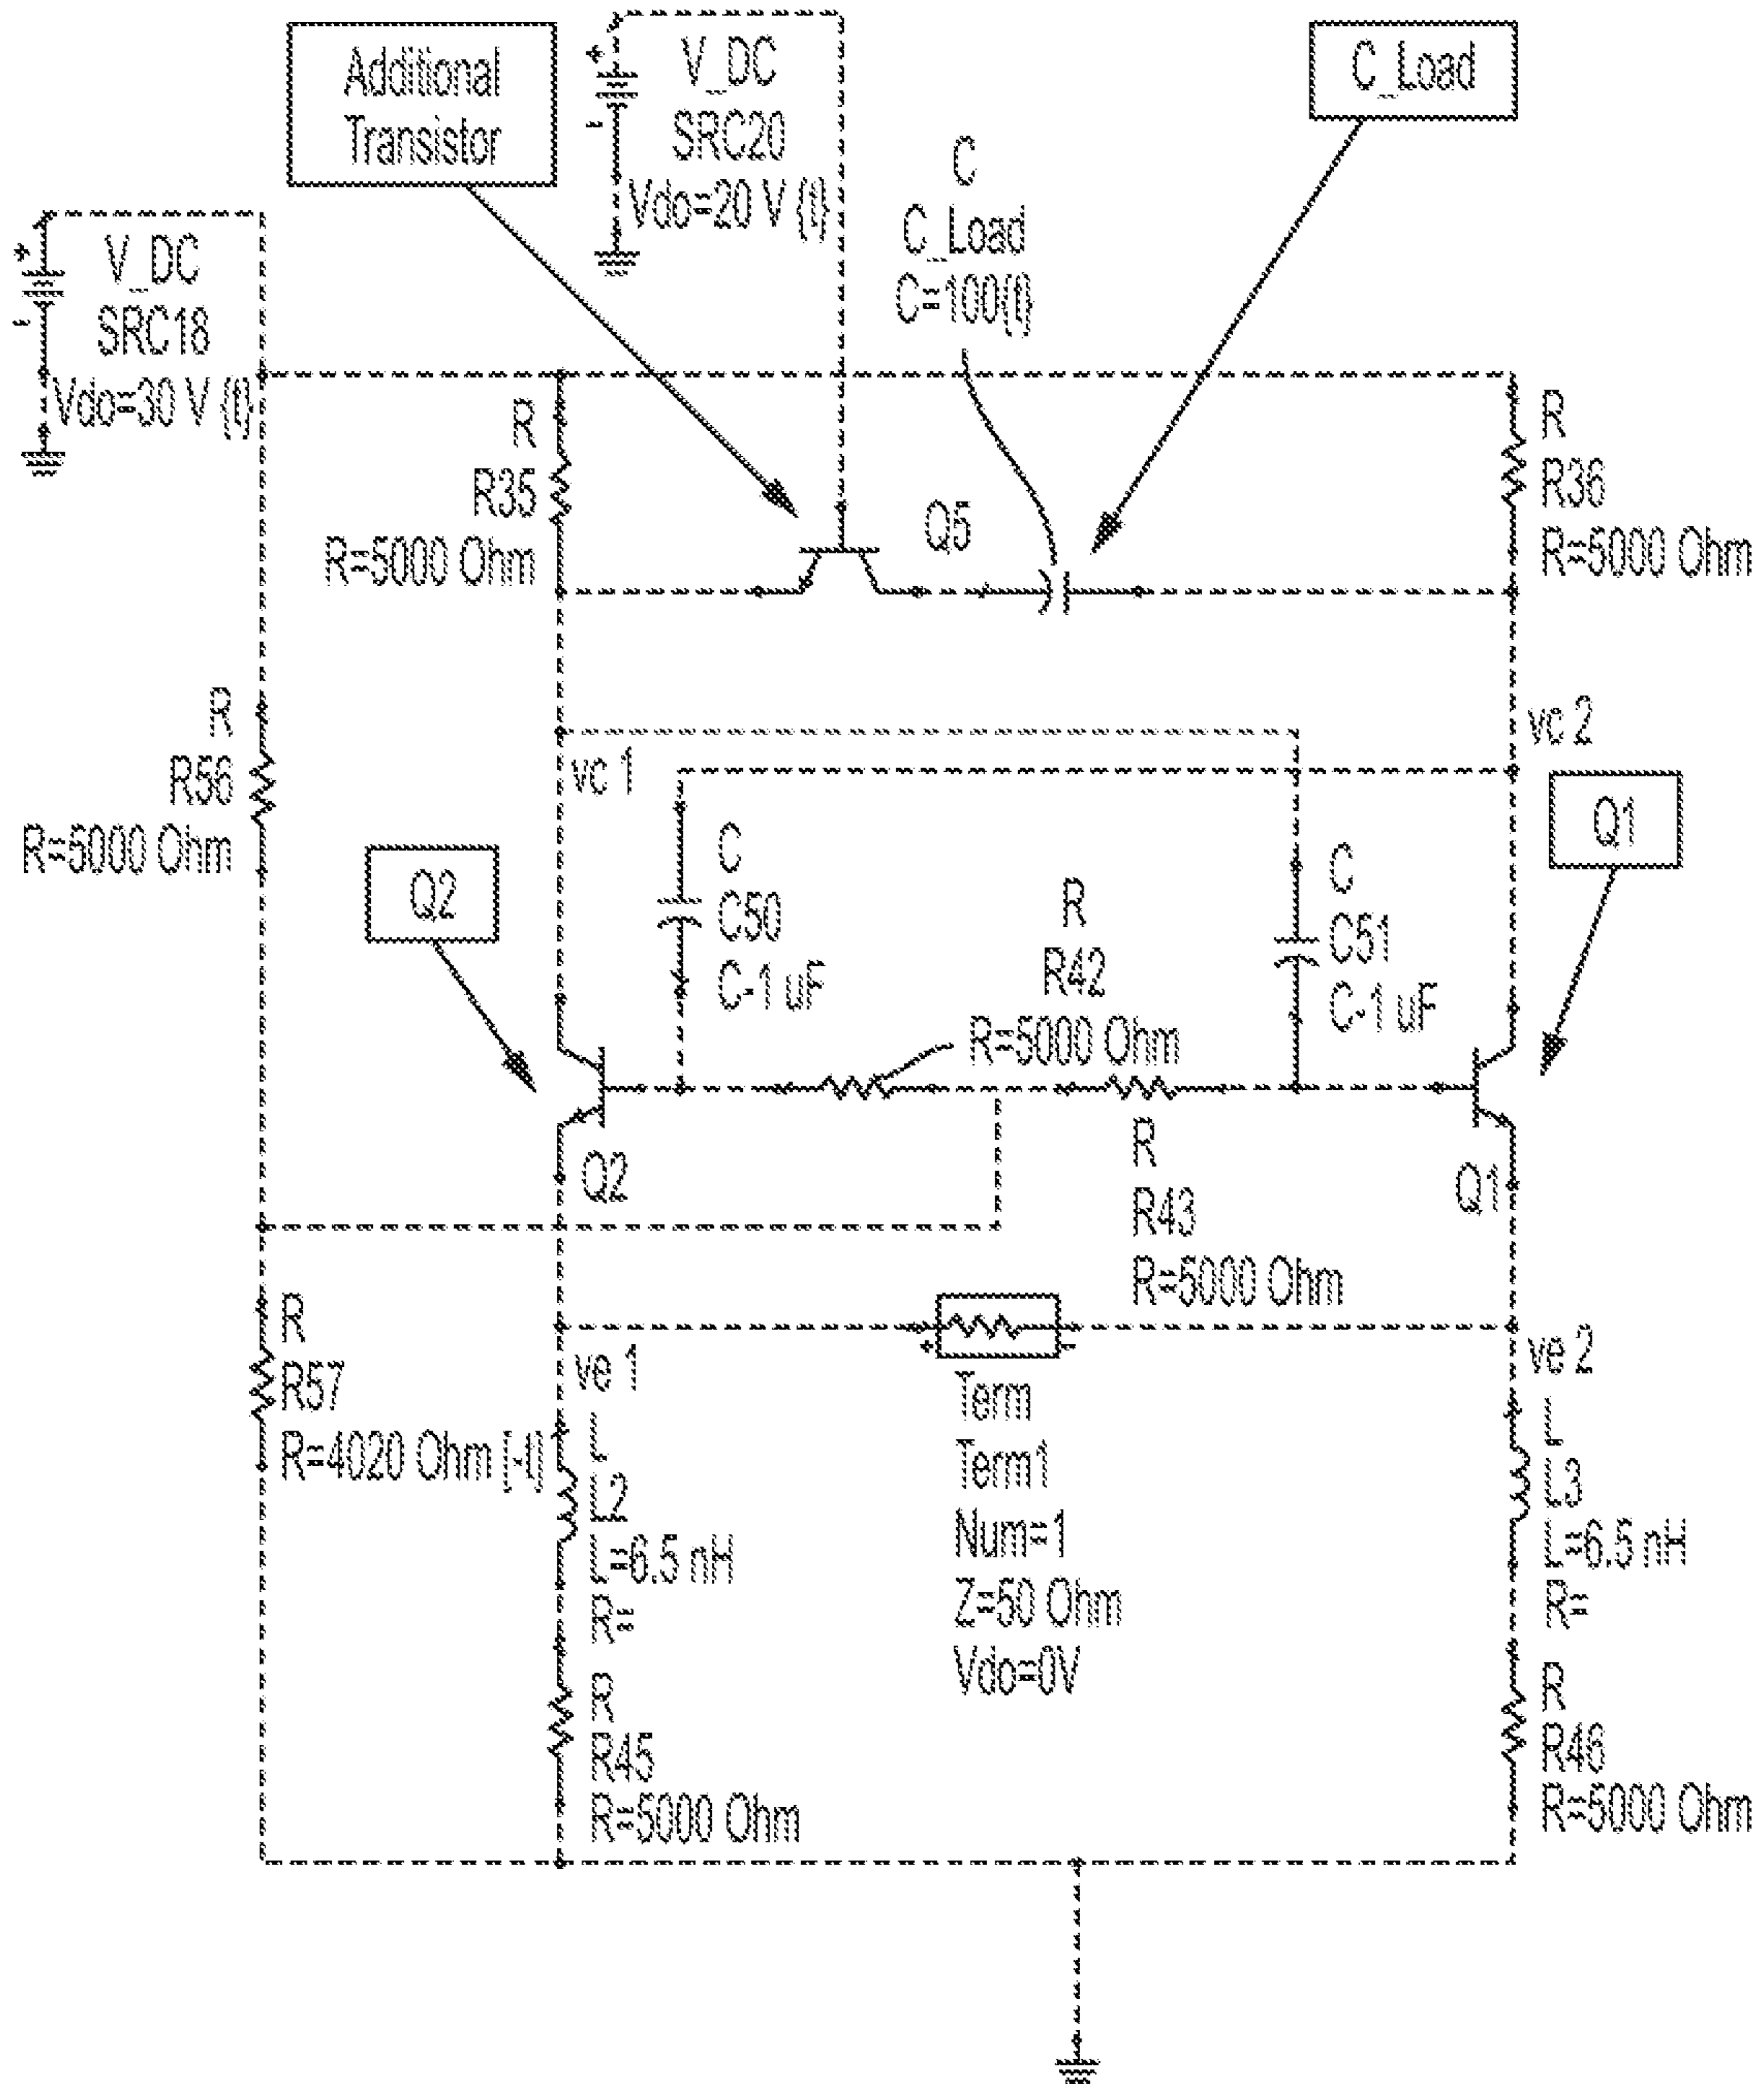 Additional
Transistor
+
-
V_DC
SRC20
Vdo=20 V {t}
C_Load
C
C_Load
C=100{t}
+
-
V_DC
SRC18
Vdo=30 V {t}
R
R35
R=5000 Ohm
Q5
R
R36
R=5000 Ohm
R
R56
R=5000 Ohm
vc 1
vc 2
Q2
C
C50
C-1 uF
R
R42
R=5000 Ohm
C
C51
C-1 uF
Q1
Q2
R
R43
R=5000 Ohm
Q1
R
R57
R=4020 Ohm [-t]
ve 1
+
-
ve 2
Term
Term1
Num=1
Z=50 Ohm
Vdo=0V
L
L2
L=6.5 nH
R=
L
L3
L=6.5 nH
R=
R
R45
R=5000 Ohm
R
R46
R=5000 Ohm